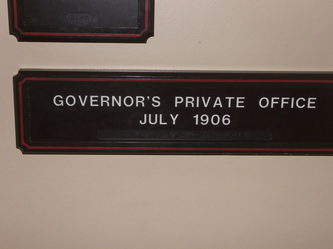 GOVERNOR'S PRIVATE OFFICE
JULY 1906